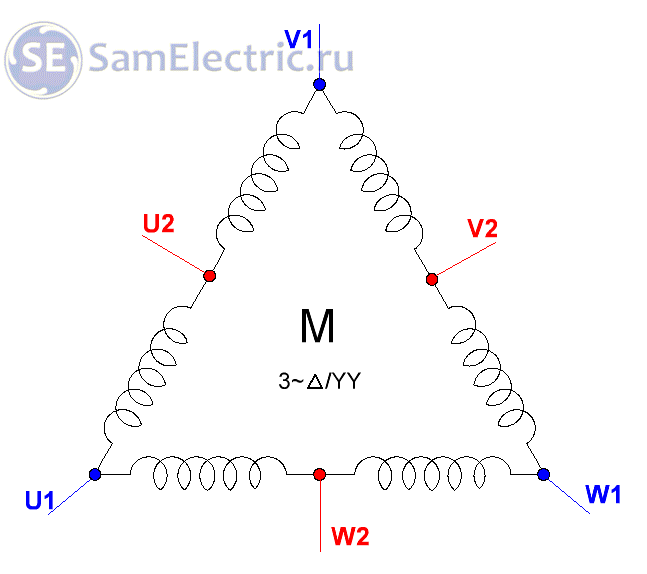 V1
SE SamElectric.ru
U2
V2
M
3~△/YY
U1
W1
W2